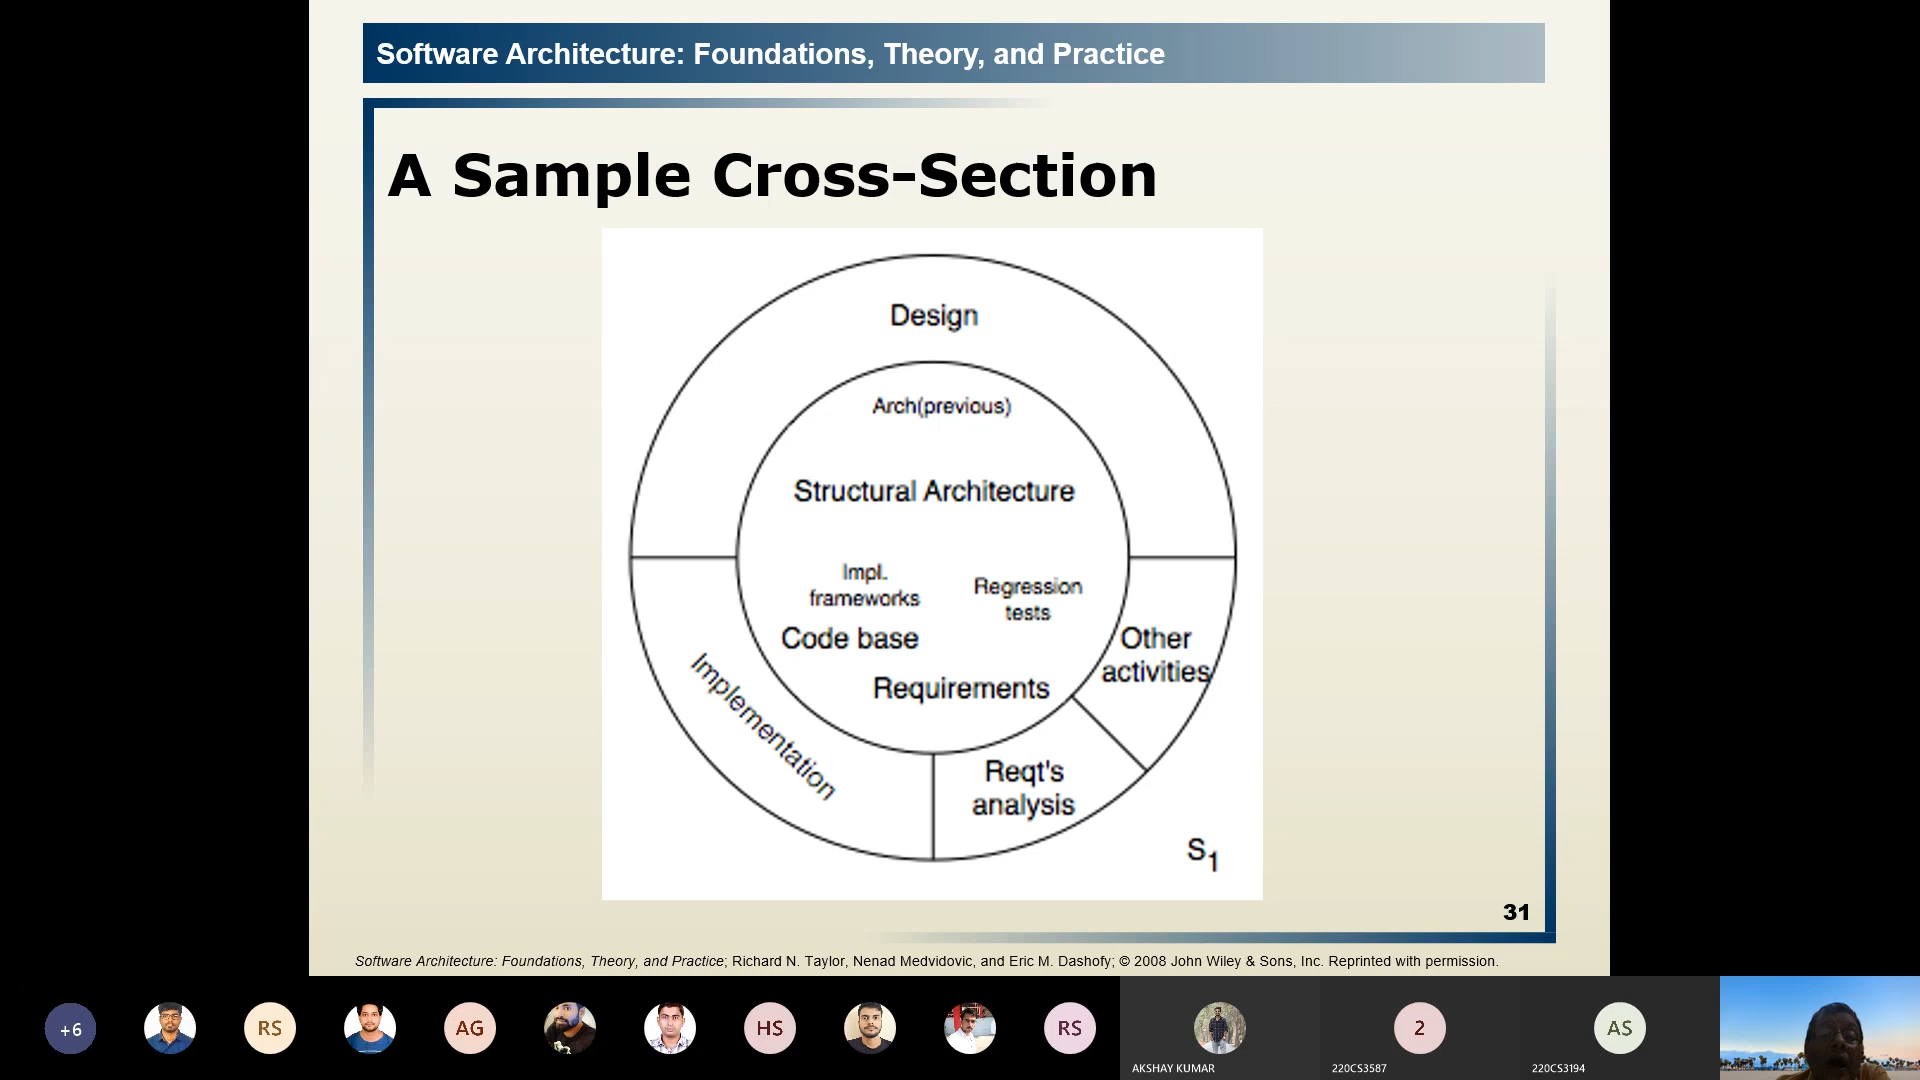 Software Architecture: Foundations, Theory, and Practice
A Sample Cross-Section
Design
Arch(previous)
Structural Architecture
Impl.
frameworks
Regression
tests
Code base
Other
activities
Requirements
Implementation
Reqt's
analysis
S1
31
Software Architecture: Foundations, Theory, and Practice; Richard N. Taylor, Nenad Medvidovic, and Eric M. Dashofy; © 2008 John Wiley & Sons, Inc. Reprinted with permission.
+6
RS
AG
HS
RS
2
AS
AKSHAY KUMAR
220CS3587
220CS3194